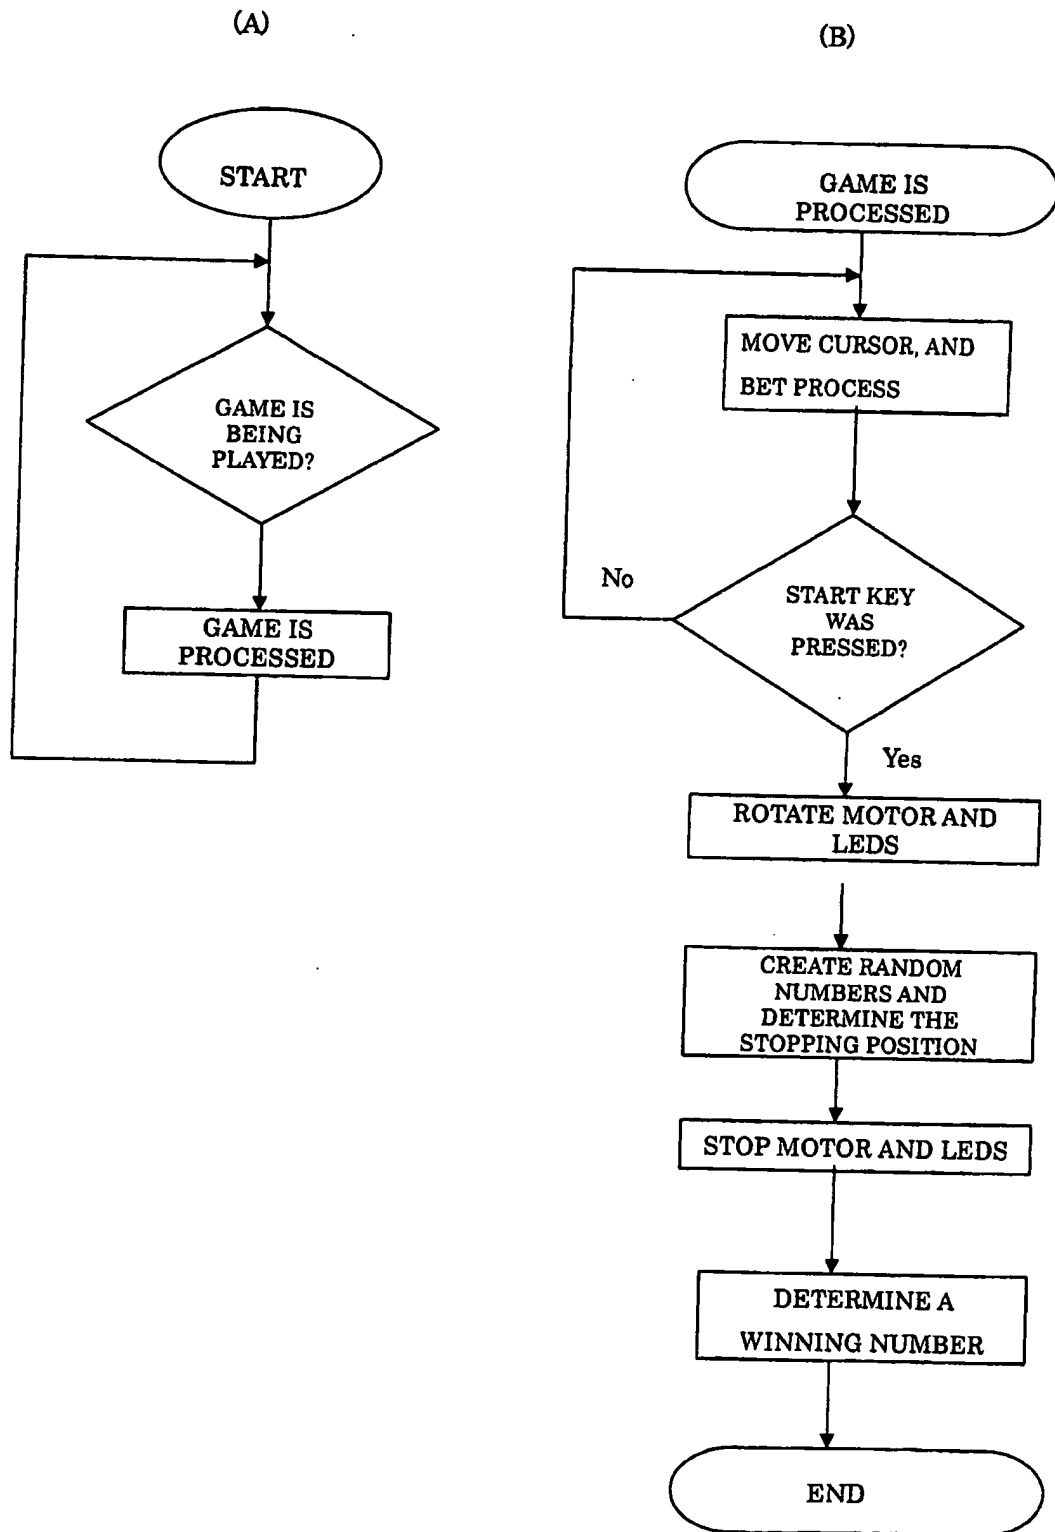 (A)
START
GAME IS
BEING
PLAYED?
GAME IS
PROCESSED
(B)
GAME IS
PROCESSED
MOVE CURSOR, AND
BET PROCESS
No
START KEY
WAS
PRESSED?
Yes
ROTATE MOTOR AND
LEDS
CREATE RANDOM
NUMBERS AND
DETERMINE THE
STOPPING POSITION
STOP MOTOR AND LEDS
DETERMINE A
WINNING NUMBER
END